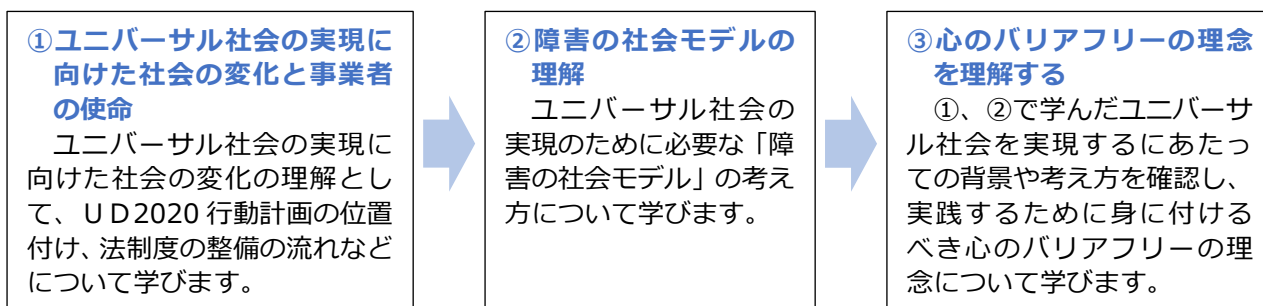 ①ユニバーサル社会の実現に
向けた社会の変化と事業者
の使命
ユニバーサル社会の実現に
向けた社会の変化の理解とし
て、ＵＤ2020 行動計画の位置
付け、法制度の整備の流れなど
について学びます。
②障害の社会モデルの
理解
ユニバーサル社会の
実現のために必要な「障
害の社会モデル」の考え
方について学びます。
③心のバリアフリーの理念
を理解する
①、②で学んだユニバーサ
ル社会を実現するにあたっ
ての背景や考え方を確認し、
実践するために身に付ける
べき心のバリアフリーの理
念について学びます。